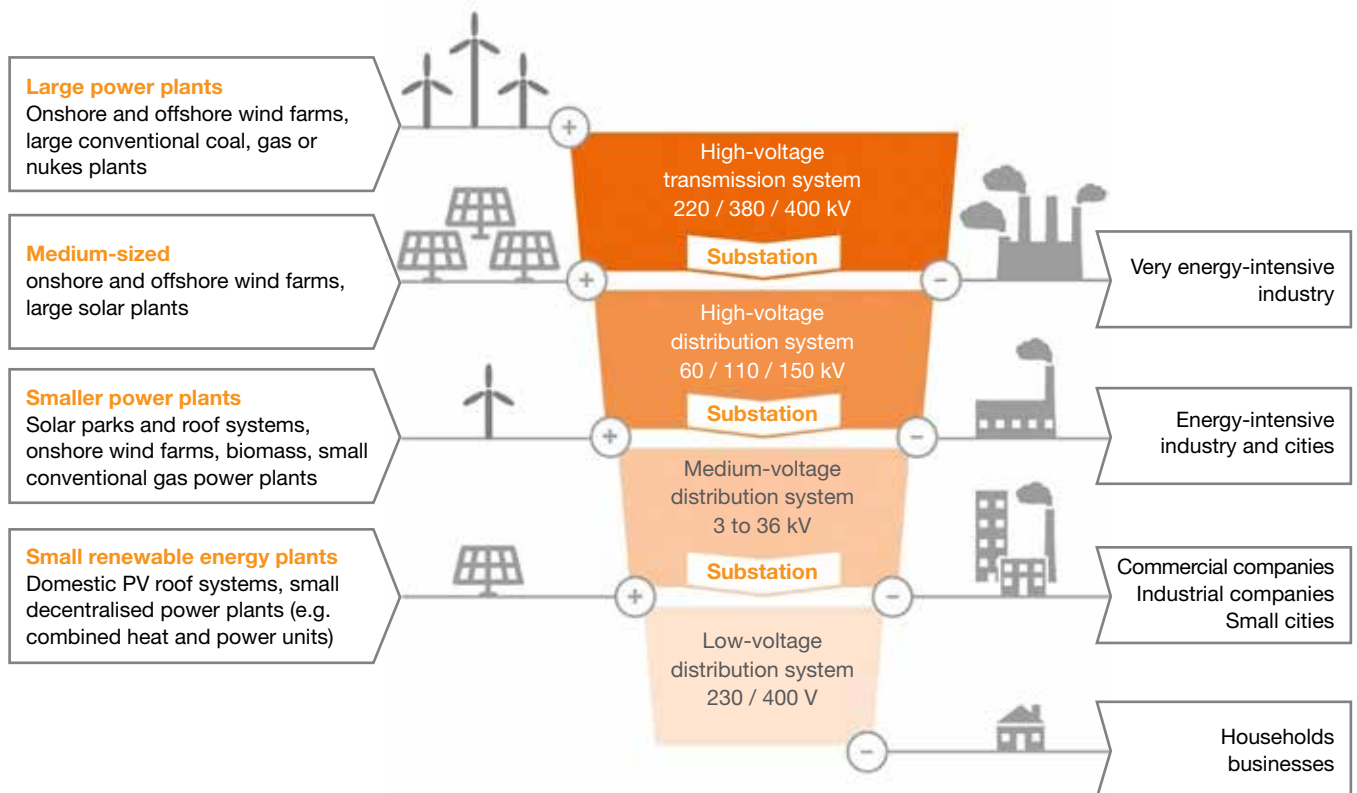 Large power plants
Onshore and offshore wind farms,
large conventional coal, gas or
nukes plants
Medium-sized
onshore and offshore wind farms,
large solar plants
Smaller power plants
Solar parks and roof systems,
onshore wind farms, biomass, small
conventional gas power plants
Small renewable energy plants
Domestic PV roof systems, small
decentralised power plants (e.g.
combined heat and power units)
+
+
+
+
High-voltage
transmission system
220 / 380 / 400 kV
Substation
High-voltage
distribution system
60 / 110 / 150 kV
Substation
Medium-voltage
distribution system
3 to 36 kV
Substation
Low-voltage
distribution system
230 / 400 V
−
−
−
−
Very energy-intensive
industry
Energy-intensive
industry and cities
Commercial companies
Industrial companies
Small cities
Households
businesses